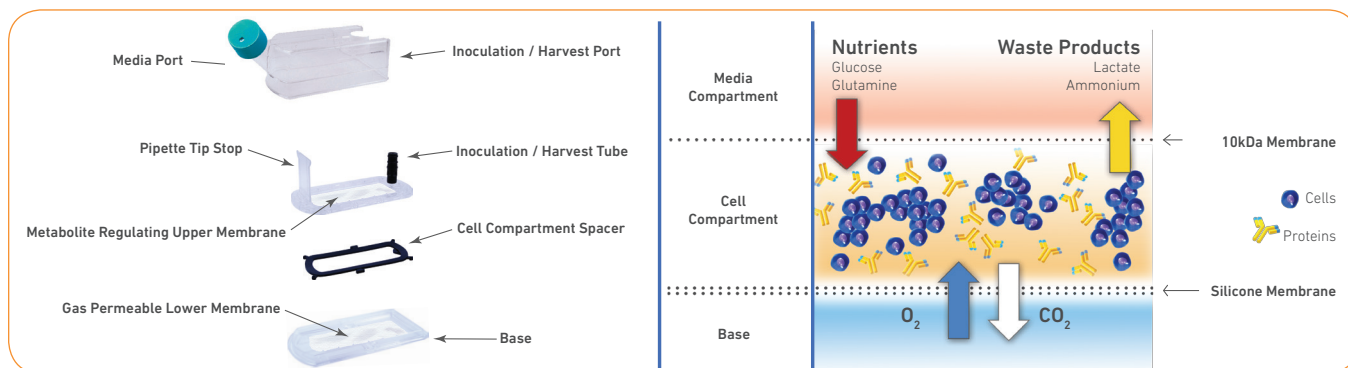 Media Port
Inoculation / Harvest Port
Pipette Tip Stop
Inoculation / Harvest Tube
Metabolite Regulating Upper Membrane
Cell Compartment Spacer
Gas Permeable Lower Membrane
Base
Media
Compartment
Cell
Compartment
Base
Nutrients
Glucose
Glutamine
Waste Products
Lactate
Ammonium
O₂
CO₂
10kDa Membrane
Cells
Proteins
Silicone Membrane